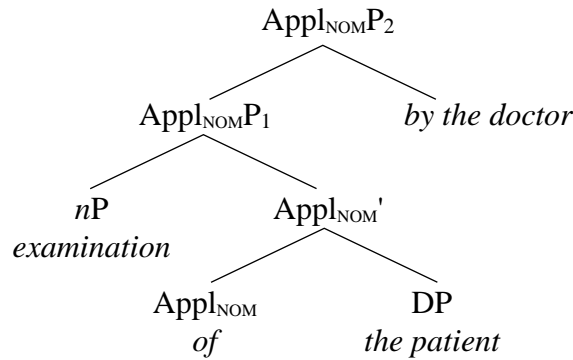 ApplNOMP2
ApplNOMP1 by the doctor
nP ApplNOM'
examination
ApplNOM DP
of the patient